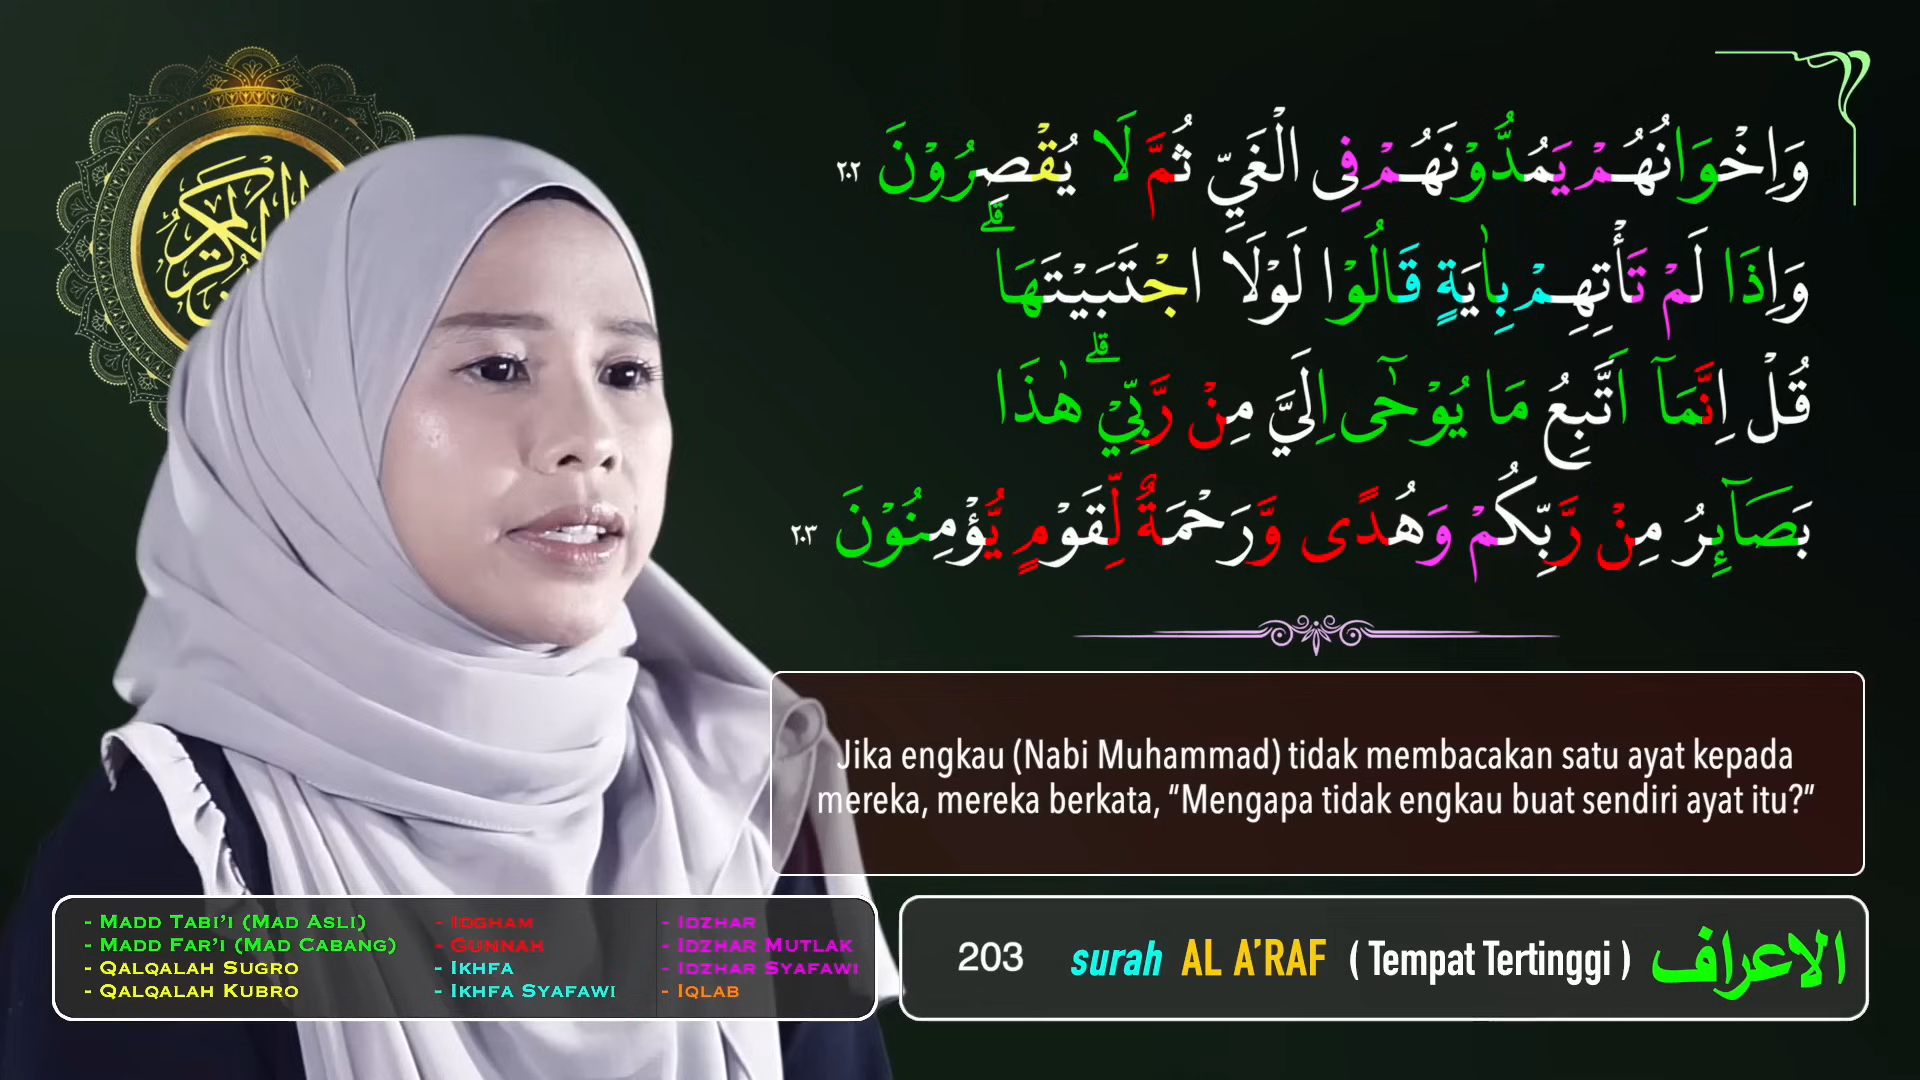 وَاِخْوَانُهُمْ يَمُدُّوْنَهُمْ فِى الْغَيِّ ثُمَّ لَا يُقْصِرُوْنَ ٢٠٢
وَاِذَا لَمْ تَأْتِهِمْ بِاٰيَةٍ قَالُوْا لَوْلَا اجْتَبَيْتَهَاۗ
قُلْ اِنَّمَآ اَتَّبِعُ مَا يُوْحٰٓى اِلَيَّ مِنْ رَّبِّيْۗ هٰذَا
بَصَاۤىِٕرُ مِنْ رَّبِّكُمْ وَهُدًى وَّرَحْمَةٌ لِّقَوْمٍ يُّؤْمِنُوْنَ ٢٠٣
Jika engkau (Nabi Muhammad) tidak membacakan satu ayat kepada
mereka, mereka berkata, “Mengapa tidak engkau buat sendiri ayat itu?”
- Madd Tabi’i (Mad Asli)
- Madd Far’i (Mad Cabang)
- Qalqalah Sugro
- Qalqalah Kubro
- Idgham
- Gunnah
- Ikhfa
- Ikhfa Syafawi
- Idzhar
- Idzhar Mutlak
- Idzhar Syafawi
- Iqlab
203 surah AL A’RAF ( Tempat Tertinggi ) الاعراف